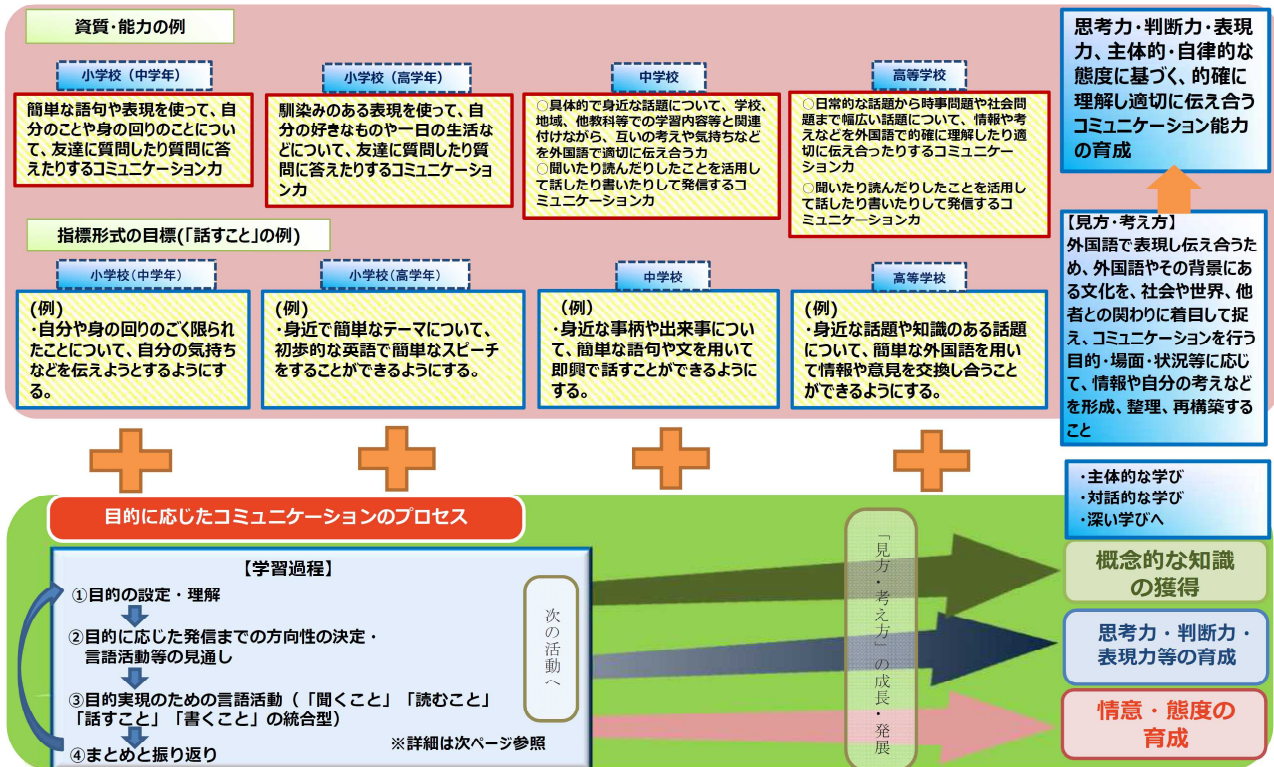 資質・能力の例
小学校（中学年）
簡単な語句や表現を使って、自
分のことや身の回りのことについ
て、友達に質問したり質問に答
えたりするコミュニケーション力
小学校（高学年）
馴染みのある表現を使って、自
分の好きなものや一日の生活な
どについて、友達に質問したり質
問に答えたりするコミュニケーショ
ン力
中学校
○具体的で身近な話題について、学校、
地域、他教科等での学習内容等と関連
付けながら、互いの考えや気持ちなど
を外国語で適切に伝え合う力
○聞いたり読んだりしたことを活用し
て話したり書いたりして発信するコ
ミュニケーション力
高等学校
○日常的な話題から時事問題や社会問
題まで幅広い話題について、情報や考
えなどを外国語で的確に理解したり適
切に伝え合ったりするコミュニケー
ション力
○聞いたり読んだりしたことを活用し
て話したり書いたりして発信するコ
ミュニケーション力
思考力・判断力・表現
力、主体的・自律的な
態度に基づく、的確に
理解し適切に伝え合う
コミュニケーション能力
の育成
指標形式の目標(｢話すこと｣の例)
小学校(中学年)
(例)
・自分や身の回りのごく限られ
たことについて、自分の気持ち
などを伝えようとするようにす
る。
小学校(高学年)
(例)
・身近で簡単なテーマについて、
初歩的な英語で簡単なスピーチ
をすることができるようにする。
中学校
(例)
・身近な事柄や出来事につい
て、簡単な語句や文を用いて
即興で話すことができるように
する。
高等学校
(例)
・身近な話題や知識のある話題
について、簡単な外国語を用い
て情報や意見を交換し合うこと
ができるようにする。
【見方・考え方】
外国語で表現し伝え合うた
め、外国語やその背景にあ
る文化を、社会や世界、他
者との関わりに着目して捉
え、コミュニケーションを行う
目的・場面・状況等に応じ
て、情報や自分の考えなど
を形成、整理、再構築する
こと
・主体的な学び
・対話的な学び
・深い学びへ
目的に応じたコミュニケーションのプロセス
【学習過程】
①目的の設定・理解
②目的に応じた発信までの方向性の決定・
言語活動等の見通し
③目的実現のための言語活動（「聞くこと」「読むこと」
「話すこと」「書くこと」の統合型）
④まとめと振り返り
※詳細は次ページ参照
次の活動へ
「見方・考え方」の成長・発展
概念的な知識
の獲得
思考力・判断力・
表現力等の育成
情意・態度の
育成